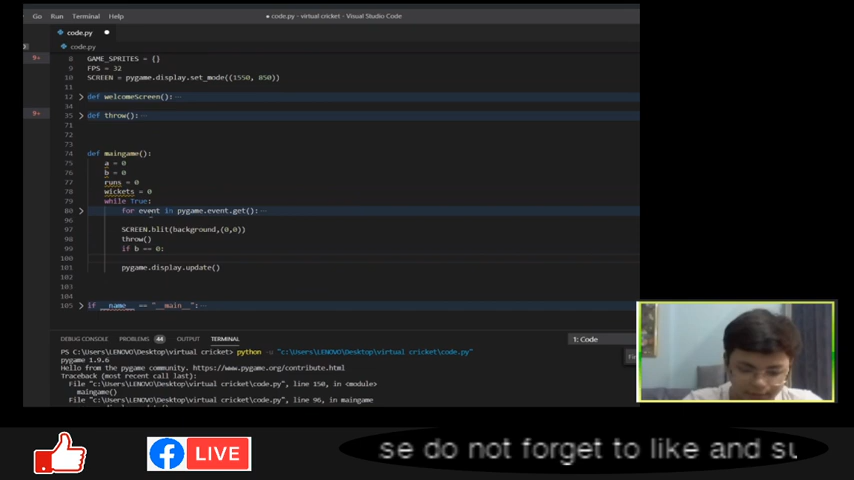 Go Run Terminal Help
● code.py - virtual cricket - Visual Studio Code
code.py ●
code.py
9+
8 GAME_SPRITES = {}
9 FPS = 32
10 SCREEN = pygame.display.set_mode((1550, 850))
11
12 def welcomeScreen():
34
9+
35 def throw():
71
72
73
74 def maingame():
75 a = 0
76 b = 0
77 runs = 0
78 wickets = 0
79 while True:
80 for event in pygame.event.get():
96
97 SCREEN.blit(background,(0,0))
98 throw()
99 if b == 0:
100
101 pygame.display.update()
102
103
104
105 if __name__ == "__main__":
DEBUG CONSOLE PROBLEMS 44 OUTPUT TERMINAL 1: Code
PS C:\Users\LENOVO\Desktop\virtual cricket> python -u "c:\Users\LENOVO\Desktop\virtual cricket\code.py"
pygame 1.9.6
Hello from the pygame community. https://www.pygame.org/contribute.html
Traceback (most recent call last):
File "c:\Users\LENOVO\Desktop\virtual cricket\code.py", line 150, in <module>
maingame()
File "c:\Users\LENOVO\Desktop\virtual cricket\code.py", line 96, in maingame
LIVE
se do not forget to like and su